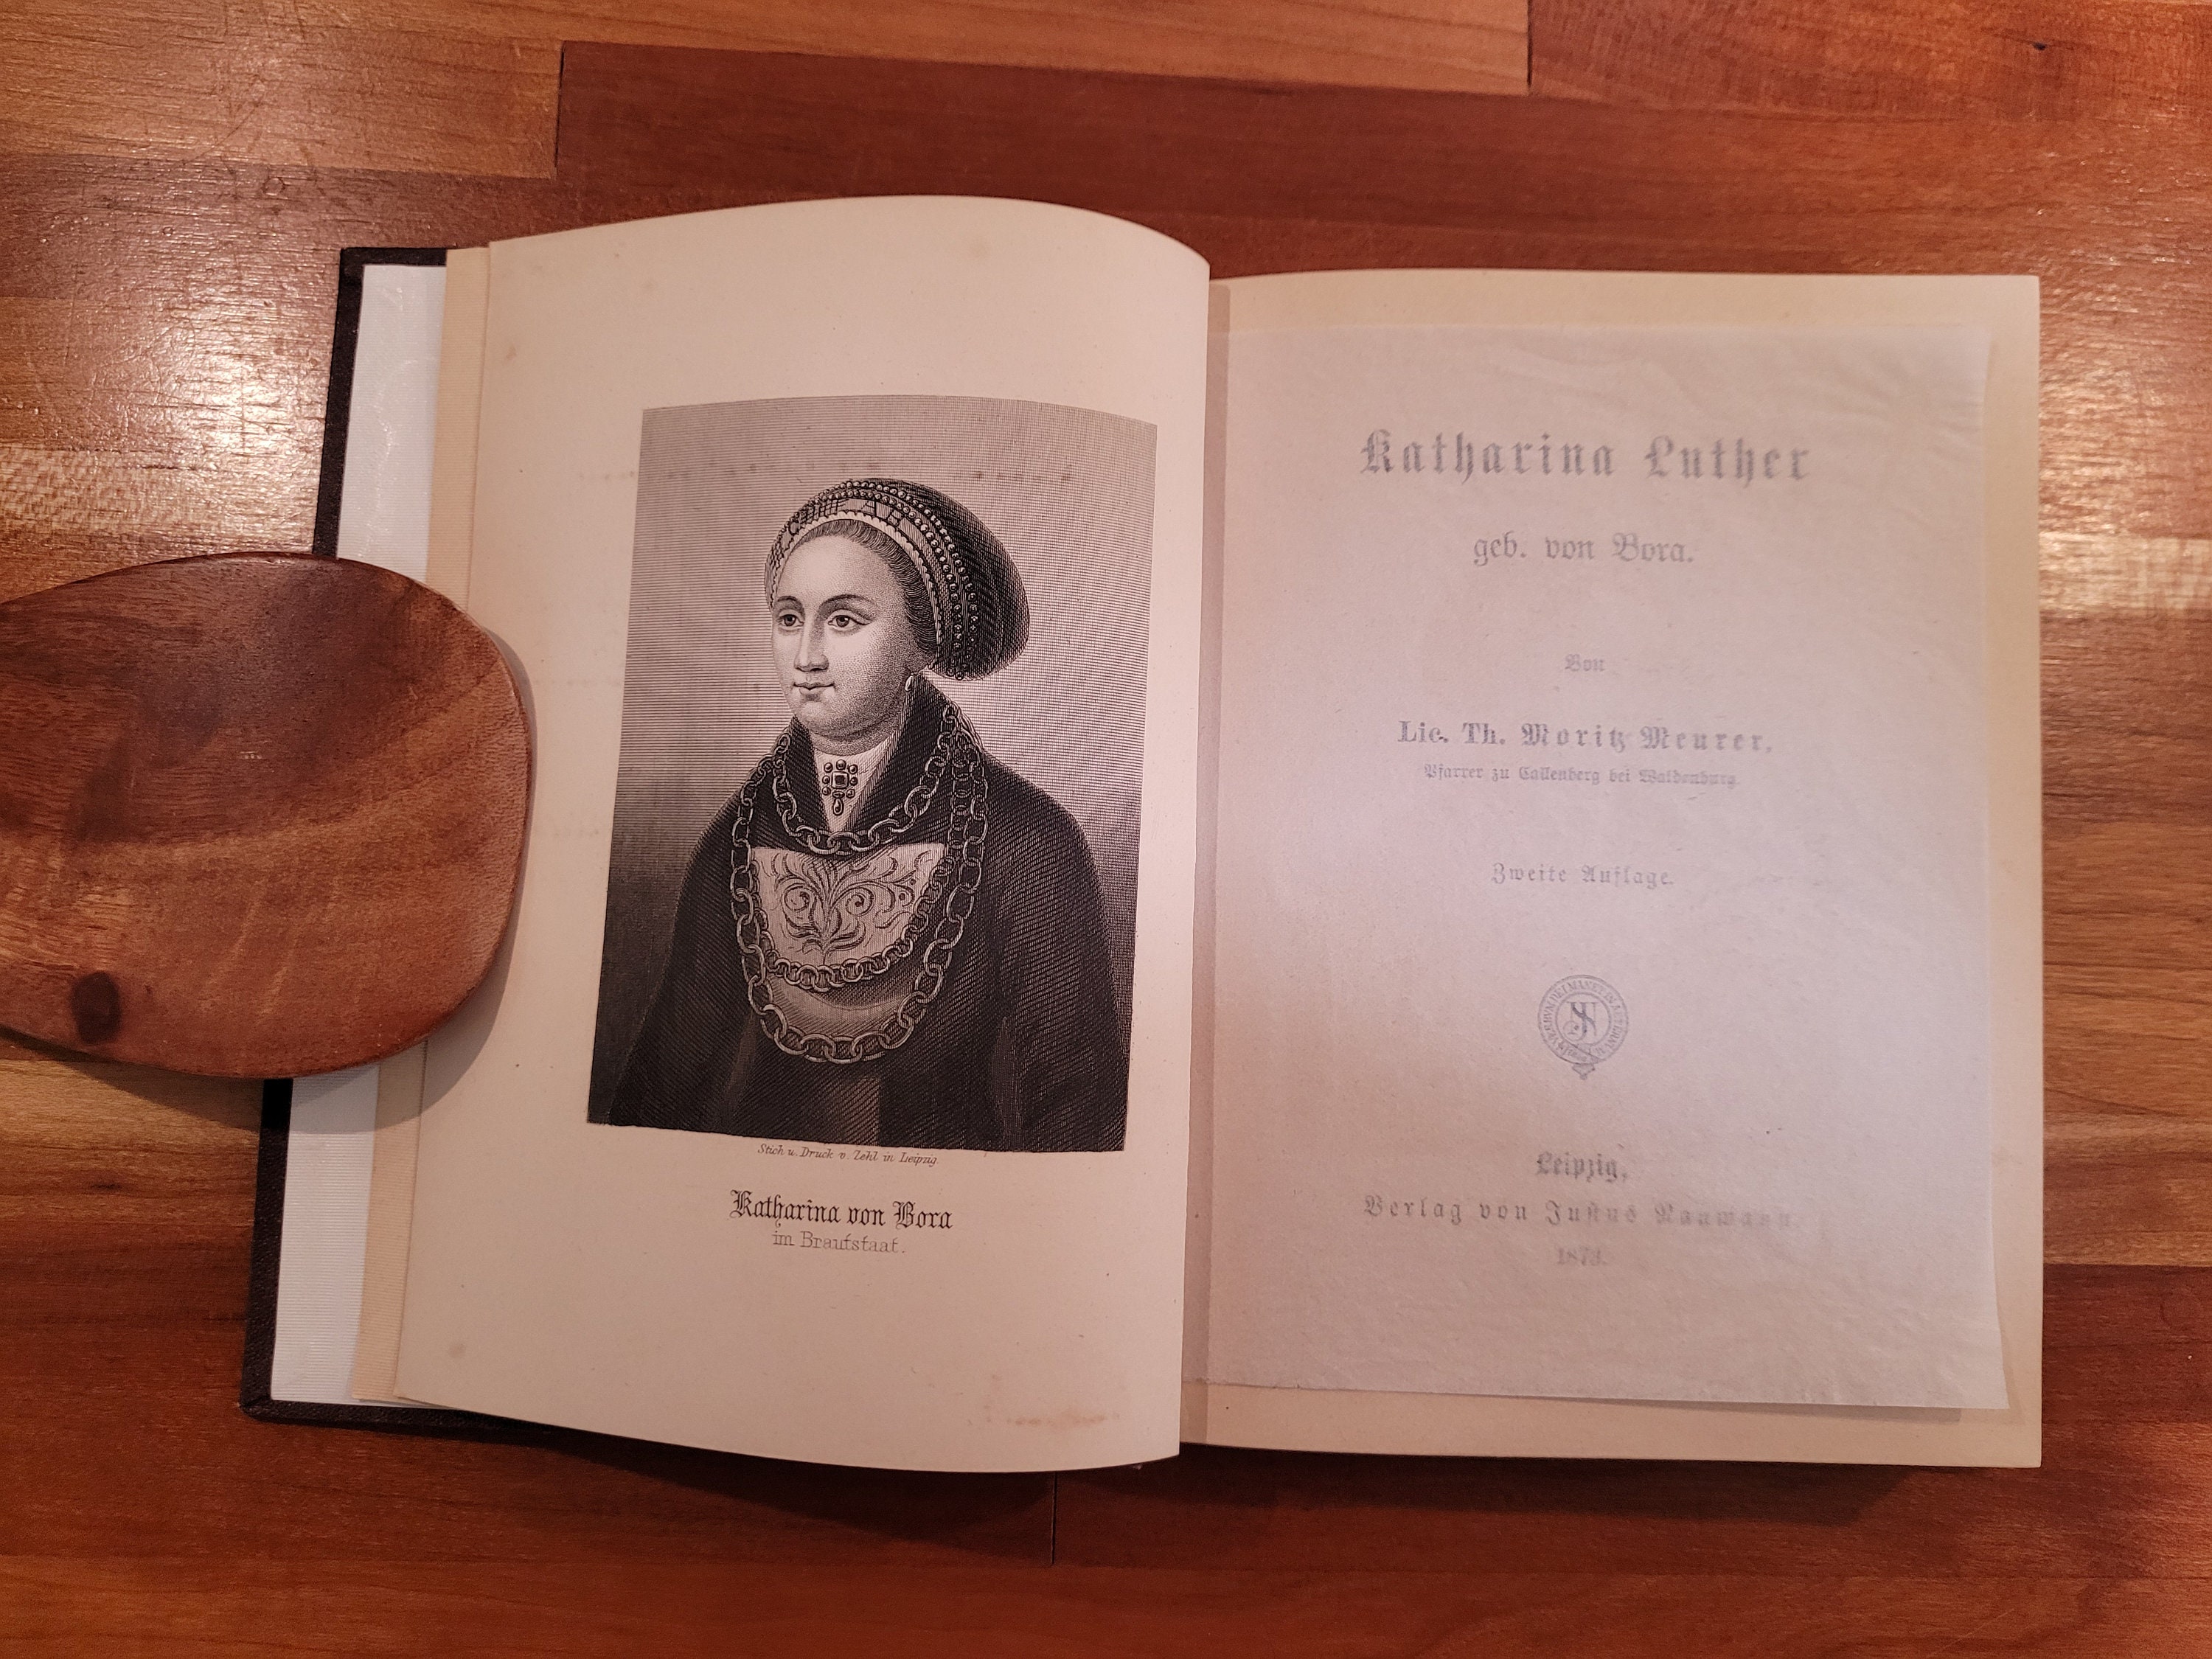 Stich u. Druck v. Zehl in Leipzig.
Katharina von Bora
im Brautstaat.
Katharina Luther
geb. von Bora.
Von
Lic. Th. Moritz Meurer,
Pfarrer zu Callenberg bei Waldenburg.
Zweite Auflage.
Leipzig,
Verlag von Justus Naumann.